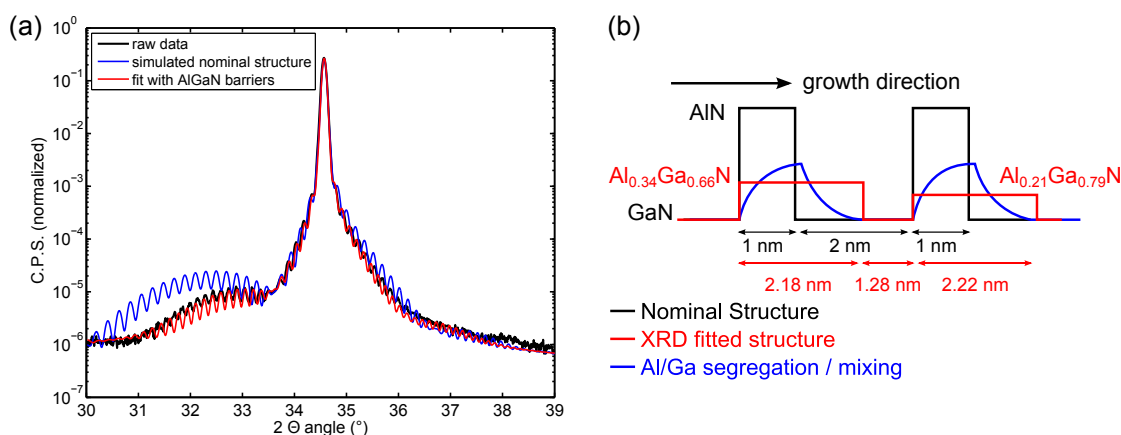 (a)
10⁰
10⁻¹
10⁻²
10⁻³
10⁻⁴
10⁻⁵
10⁻⁶
10⁻⁷
C.P.S. (normalized)
raw data
simulated nominal structure
fit with AlGaN barriers
30 31 32 33 34 35 36 37 38 39
2 Θ angle (°)
(b)
growth direction
AlN
Al₀.₃₄Ga₀.₆₆N
Al₀.₂₁Ga₀.₇₉N
GaN
1 nm 2 nm 1 nm
2.18 nm 1.28 nm 2.22 nm
Nominal Structure
XRD fitted structure
Al/Ga segregation / mixing